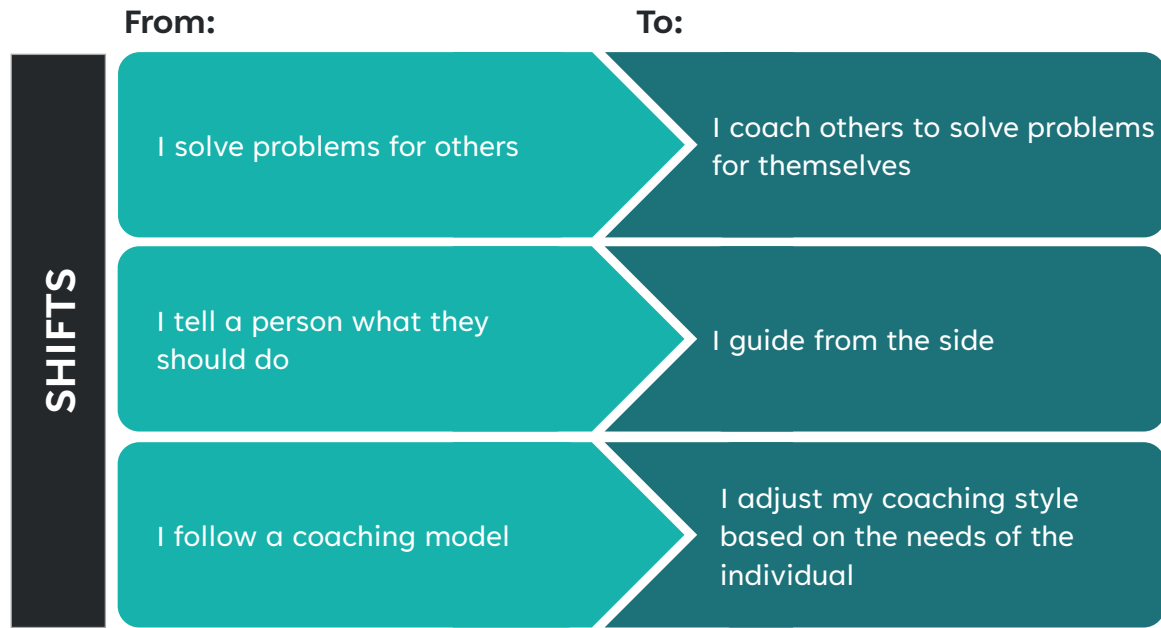 From:
To:
SHIFTS
I solve problems for others
I coach others to solve problems
for themselves
I tell a person what they
should do
I guide from the side
I follow a coaching model
I adjust my coaching style
based on the needs of the
individual